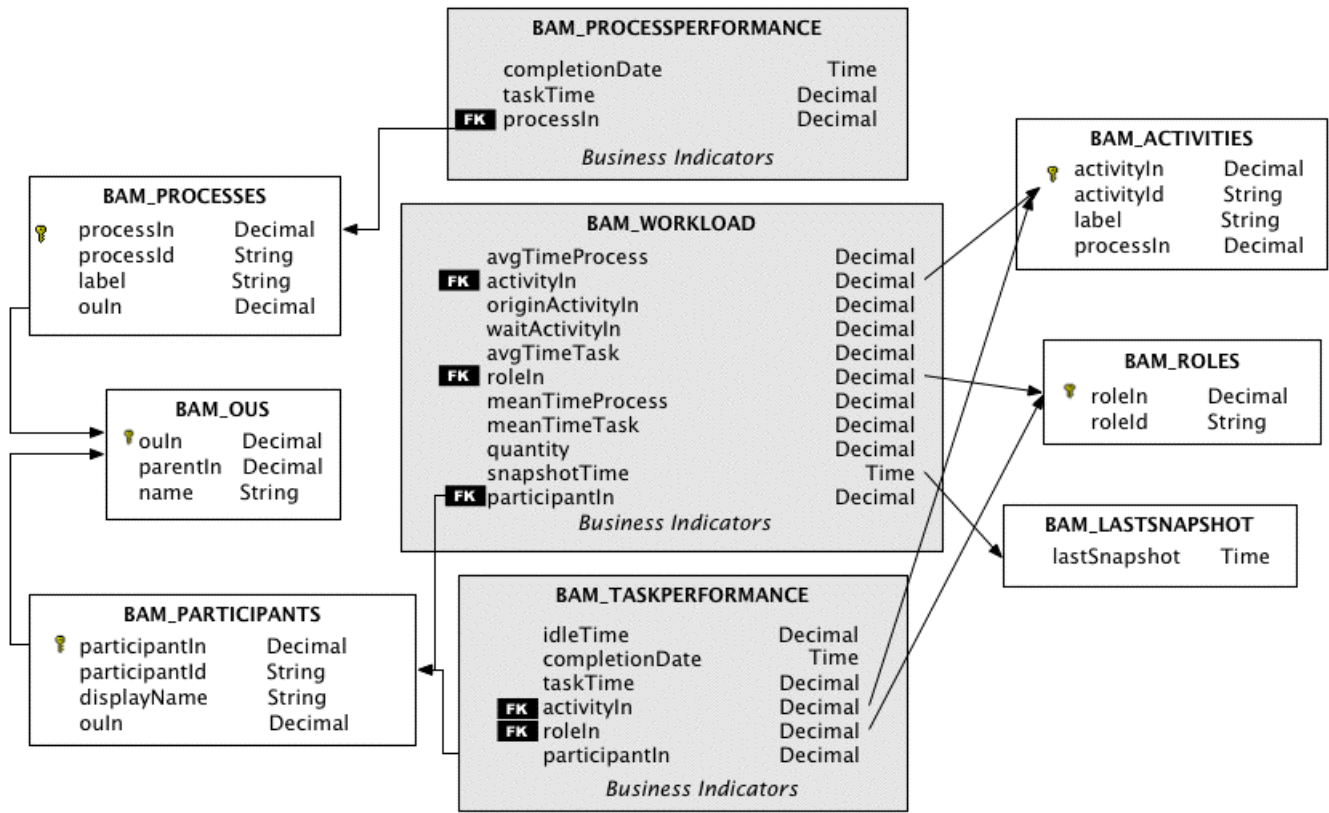 BAM_PROCESSPERFORMANCE
completionDate Time
taskTime Decimal
FK processIn Decimal
Business Indicators
BAM_PROCESSES
processIn Decimal
processId String
label String
ouIn Decimal
BAM_WORKLOAD
avgTimeProcess Decimal
FK activityIn Decimal
originActivityIn Decimal
waitActivityIn Decimal
avgTimeTask Decimal
FK roleIn Decimal
meanTimeProcess Decimal
meanTimeTask Decimal
quantity Decimal
snapshotTime Time
FK participantIn Decimal
Business Indicators
BAM_ACTIVITIES
activityIn Decimal
activityId String
label String
processIn Decimal
BAM_OUS
ouIn Decimal
parentIn Decimal
name String
BAM_ROLES
roleIn Decimal
roleId String
BAM_LASTSNAPSHOT
lastSnapshot Time
BAM_PARTICIPANTS
participantIn Decimal
participantId String
displayName String
ouIn Decimal
BAM_TASKPERFORMANCE
idleTime Decimal
completionDate Time
taskTime Decimal
FK activityIn Decimal
FK roleIn Decimal
participantIn Decimal
Business Indicators